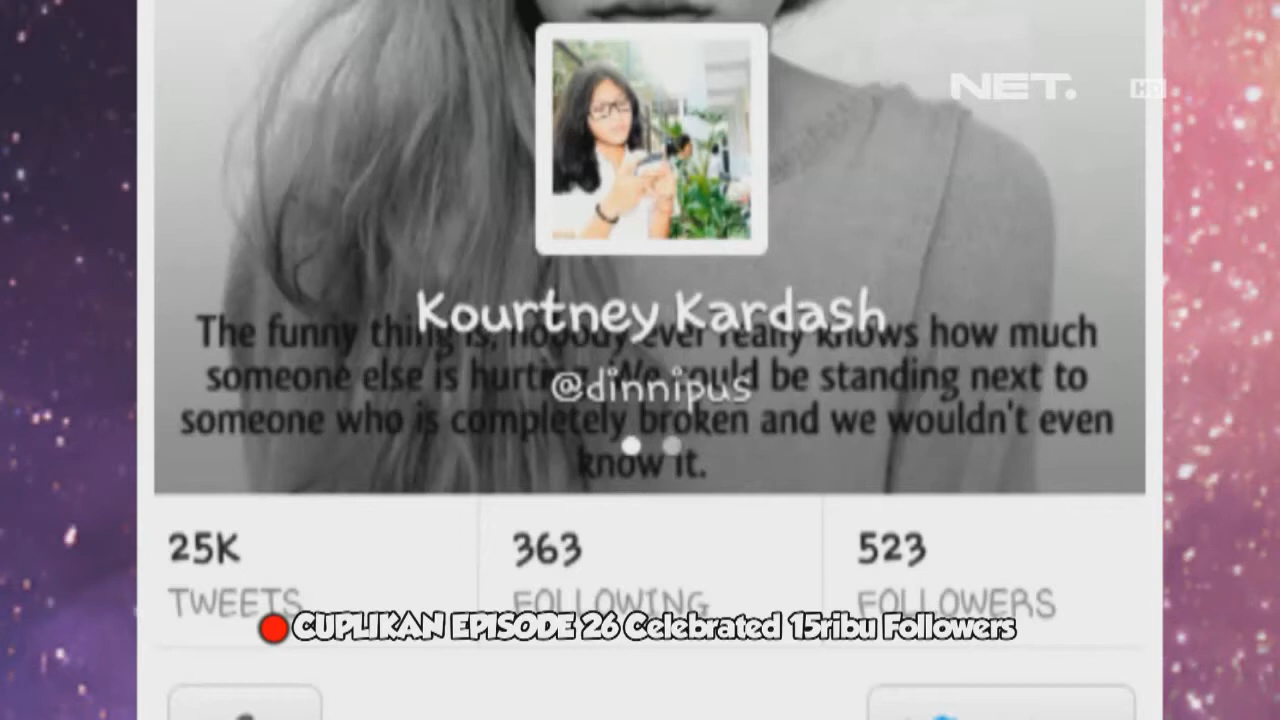 NET. HD
Kourtney Kardash
The funny thing is, nobody ever really knows how much
someone else is hurting. We could be standing next to
@dinnipus
someone who is completely broken and we wouldn't even
know it.
25K 363 523
TWEETS FOLLOWING FOLLOWERS
CUPLIKAN EPISODE 26 Celebrated 15ribu Followers